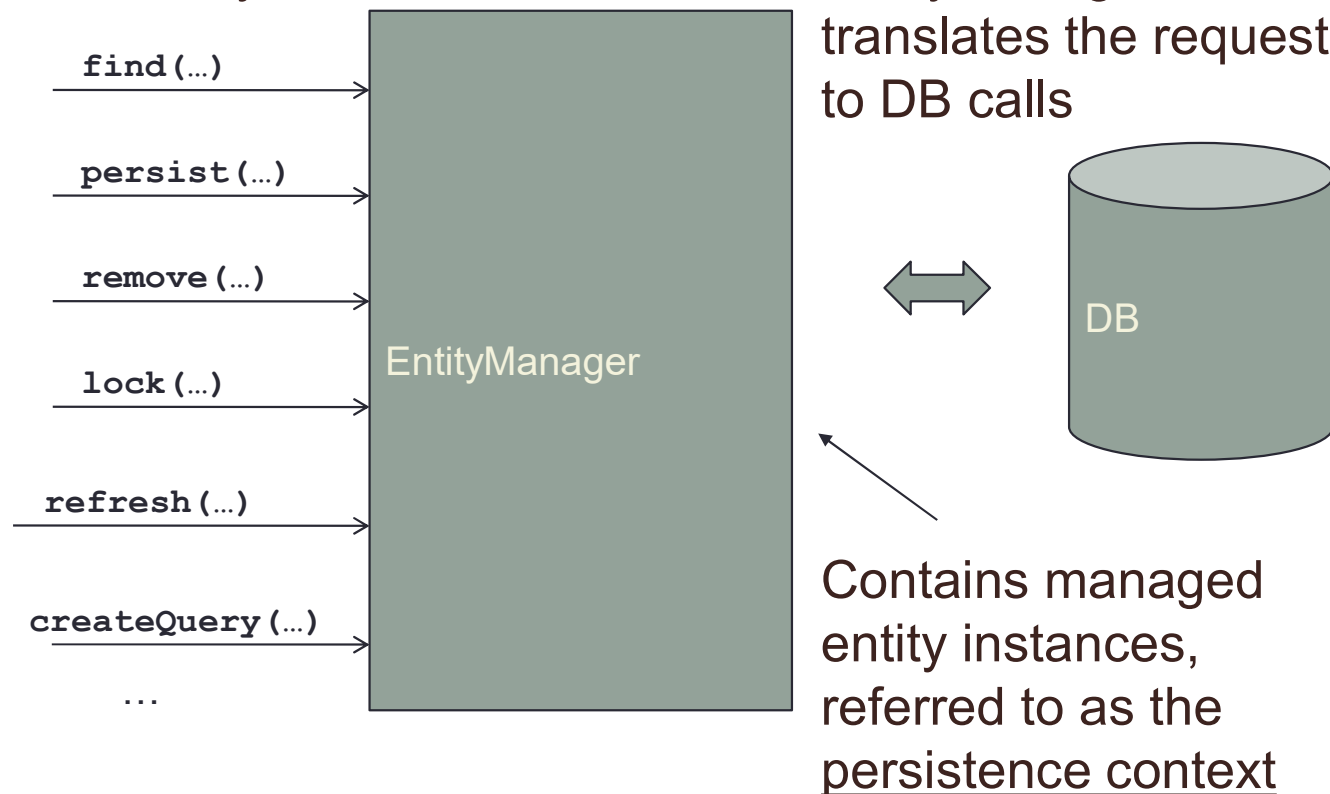 translates the request
to DB calls
find(…)
persist(…)
remove(…)
lock(…)
refresh(…)
createQuery(…)
...
EntityManager
DB
Contains managed
entity instances,
referred to as the
persistence context